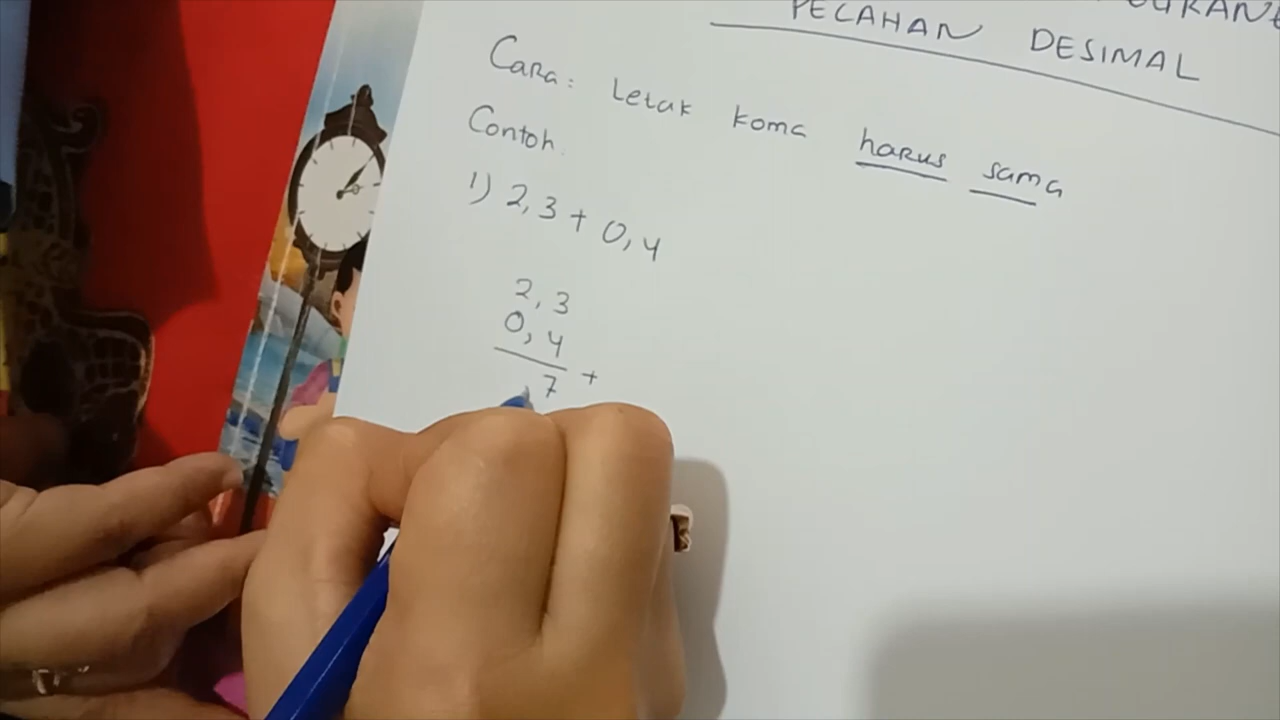 PECAHAN DESIMAL
Cara: Letak koma harus sama
Contoh.
1) 2,3 + 0,4
2,3
0,4
+
7